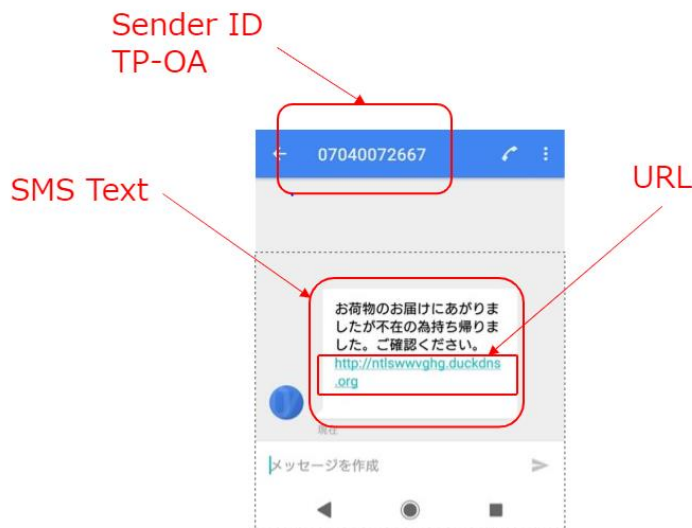 Sender ID
TP-OA
07040072667
SMS Text
URL
お荷物のお届けにあがりま
したが不在の為持ち帰りま
した。ご確認ください。
http://ntlswwvghg.duckdns
.org
現在
メッセージを作成